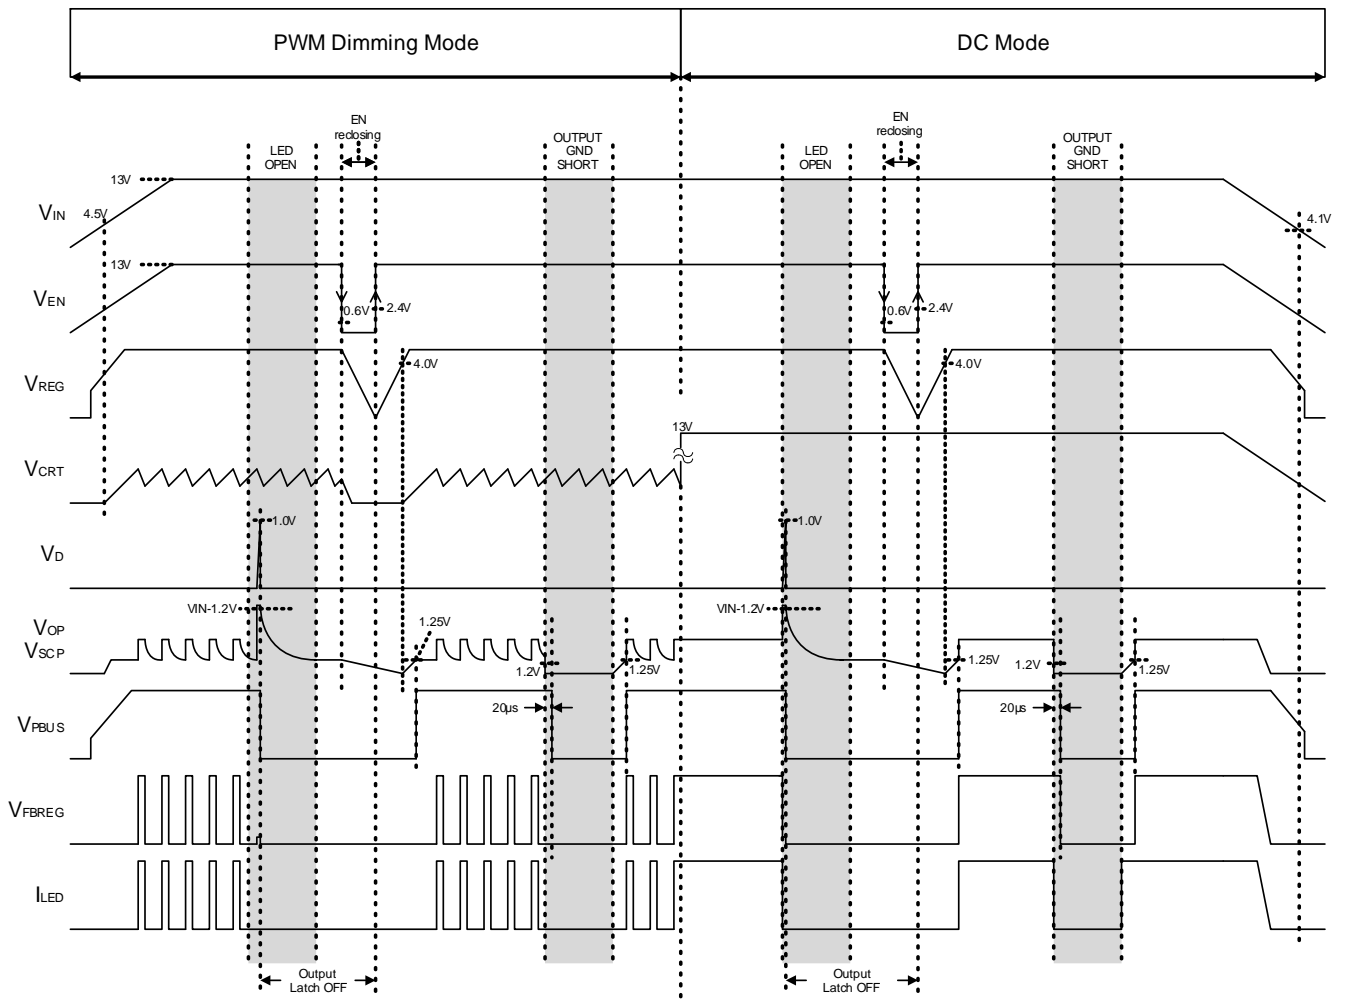 PWM Dimming Mode
DC Mode
EN
reclosing
LED
OPEN
OUTPUT
GND
SHORT
EN
reclosing
LED
OPEN
OUTPUT
GND
SHORT
13V
VIN
4.5V
4.1V
13V
VEN
0.6V
2.4V
0.6V
2.4V
VREG
4.0V
4.0V
13V
VCRT
1.0V
1.0V
VD
VIN-1.2V
VIN-1.2V
VOP
VSCP
1.25V
1.2V
1.25V
1.25V
1.2V
1.25V
VPBUS
20μs
20μs
VFBREG
ILED
Output
Latch OFF
Output
Latch OFF